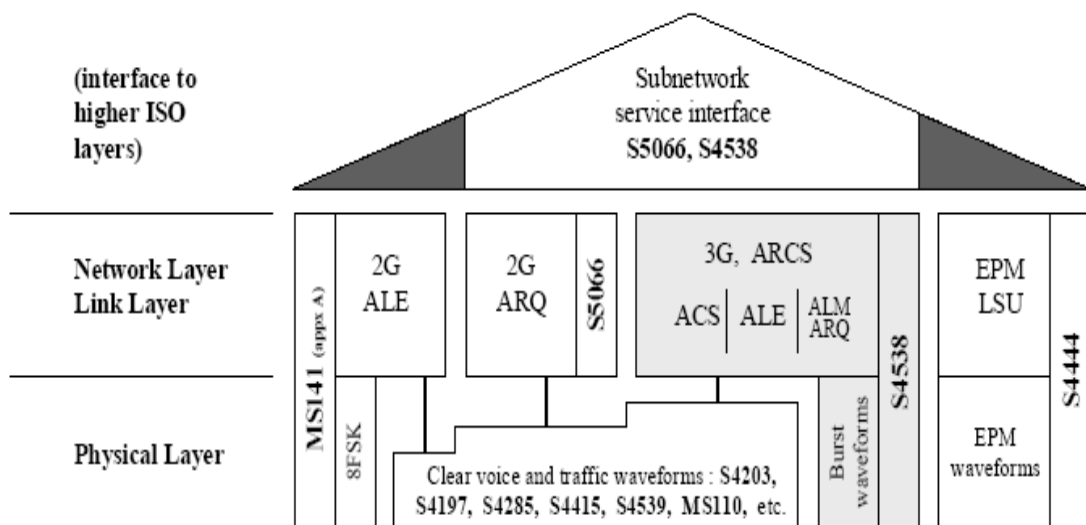 (interface to
higher ISO
layers)
Subnetwork
service interface
S5066, S4538
Network Layer
Link Layer
MS141 (appx A)
2G
ALE
2G
ARQ
S5066
3G, ARCS
ACS
ALE
ALM
ARQ
S4538
EPM
LSU
S4444
Physical Layer
8FSK
Clear voice and traffic waveforms : S4203,
S4197, S4285, S4415, S4539, MS110, etc.
Burst
waveforms
EPM
waveforms